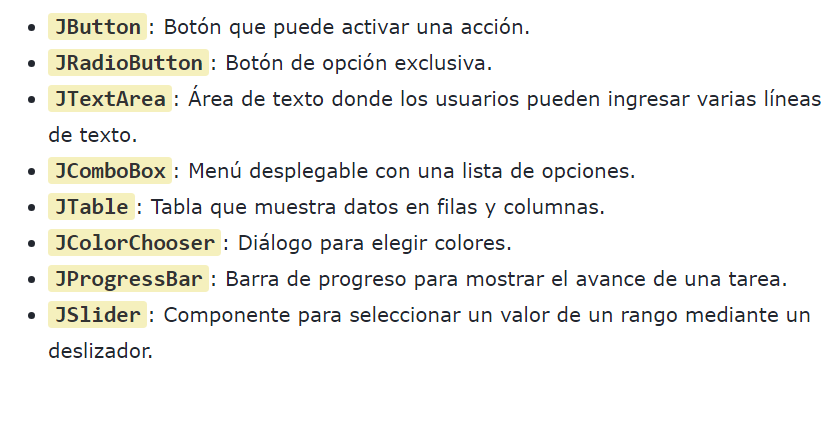 • JButton: Botón que puede activar una acción.
• JRadioButton: Botón de opción exclusiva.
• JTextArea: Área de texto donde los usuarios pueden ingresar varias líneas
de texto.
• JComboBox: Menú desplegable con una lista de opciones.
• JTable: Tabla que muestra datos en filas y columnas.
• JColorChooser: Diálogo para elegir colores.
• JProgressBar: Barra de progreso para mostrar el avance de una tarea.
• JSlider: Componente para seleccionar un valor de un rango mediante un
deslizador.